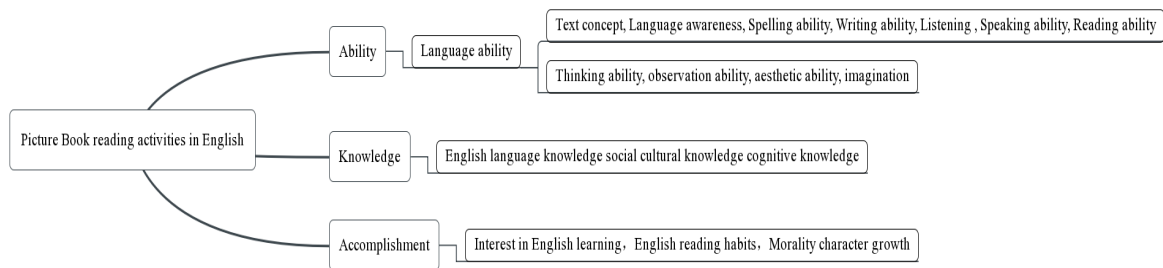 Picture Book reading activities in English
Ability
Language ability
Text concept, Language awareness, Spelling ability, Writing ability, Listening , Speaking ability, Reading ability
Thinking ability, observation ability, aesthetic ability, imagination
Knowledge
English language knowledge social cultural knowledge cognitive knowledge
Accomplishment
Interest in English learning，English reading habits，Morality character growth